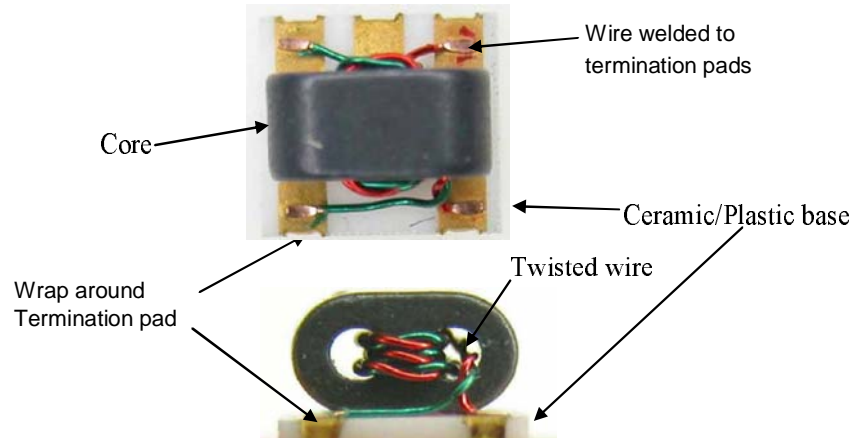 Wire welded to
termination pads
Core
Ceramic/Plastic base
Twisted wire
Wrap around
Termination pad